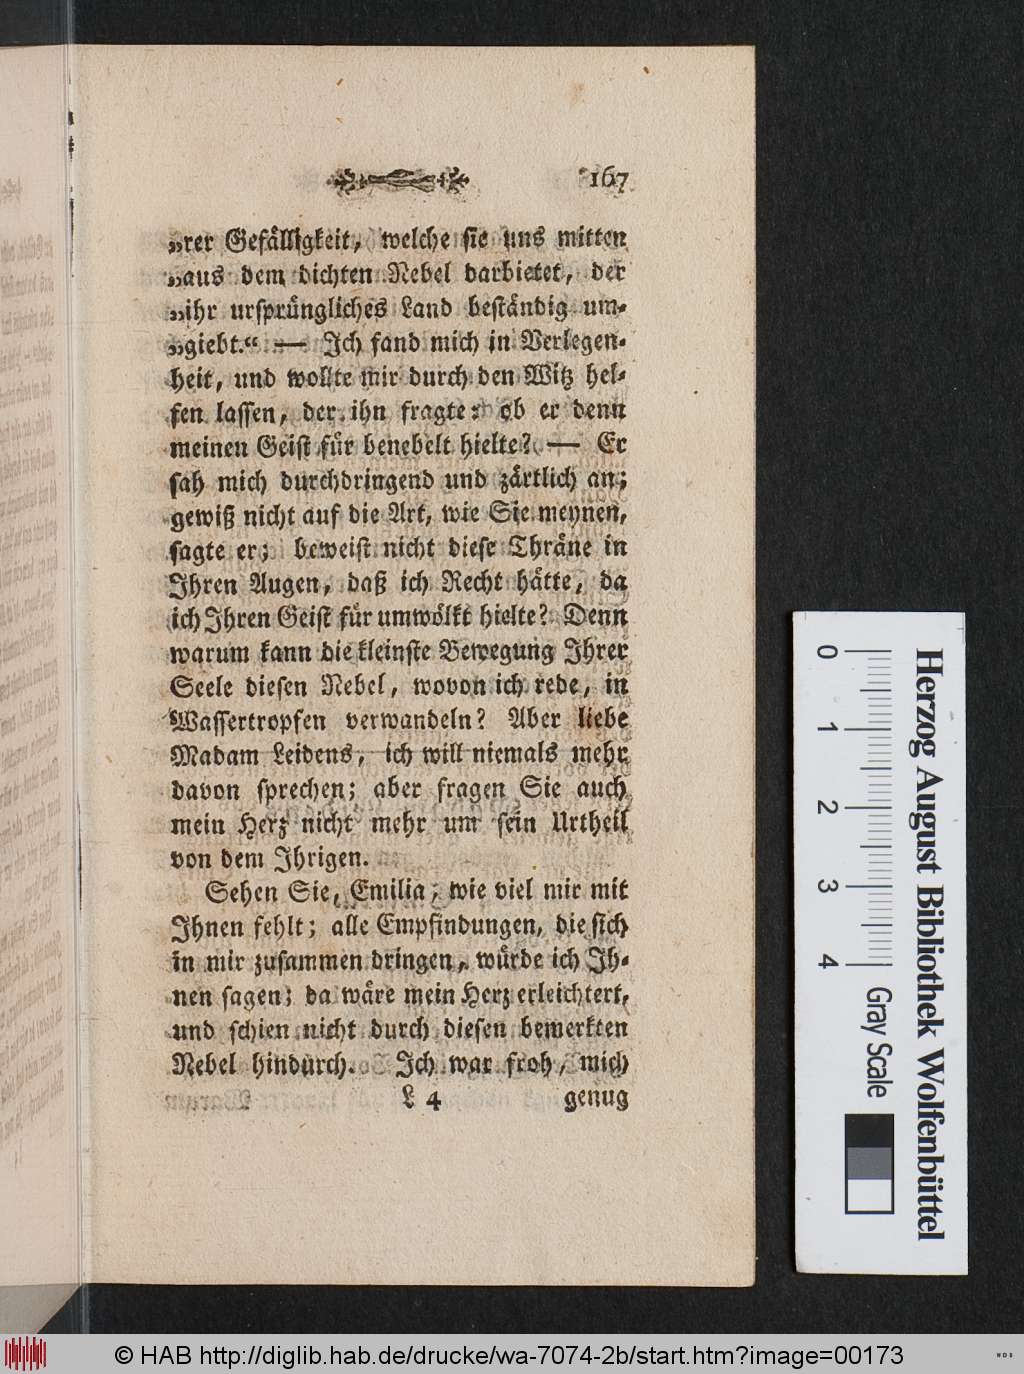 167
„rer Gefälligkeit, welche sie uns mitten
„aus dem dichten Nebel darbietet, der
„ihr ursprüngliches Land beständig um-
„giebt.“ — Ich fand mich in Verlegen-
heit, und wollte mir durch den Witz hel-
fen lassen, der ihn fragte: ob er denn
meinen Geist für benebelt hielte? — Er
sah mich durchdringend und zärtlich an;
gewiß nicht auf die Art, wie Sie meynen,
sagte er; beweist nicht diese Thräne in
Ihren Augen, daß ich Recht hätte, da
ich Ihren Geist für umwölkt hielte? Denn
warum kann die kleinste Bewegung Ihrer
Seele diesen Nebel, wovon ich rede, in
Wassertropfen verwandeln? Aber liebe
Madam Leidens, ich will niemals mehr
davon sprechen; aber fragen Sie auch
mein Herz nicht mehr um sein Urtheil
von dem Ihrigen.
Sehen Sie, Emilia, wie viel mir mit
Ihnen fehlt; alle Empfindungen, die sich
in mir zusammen dringen, würde ich Ih-
nen sagen; da wäre mein Herz erleichtert,
und schien nicht durch diesen bemerkten
Nebel hindurch. Ich war froh, mich
L 4 genug
0 1 2 3 4
Gray Scale
Herzog August Bibliothek Wolfenbüttel
© HAB http://diglib.hab.de/drucke/wa-7074-2b/start.htm?image=00173